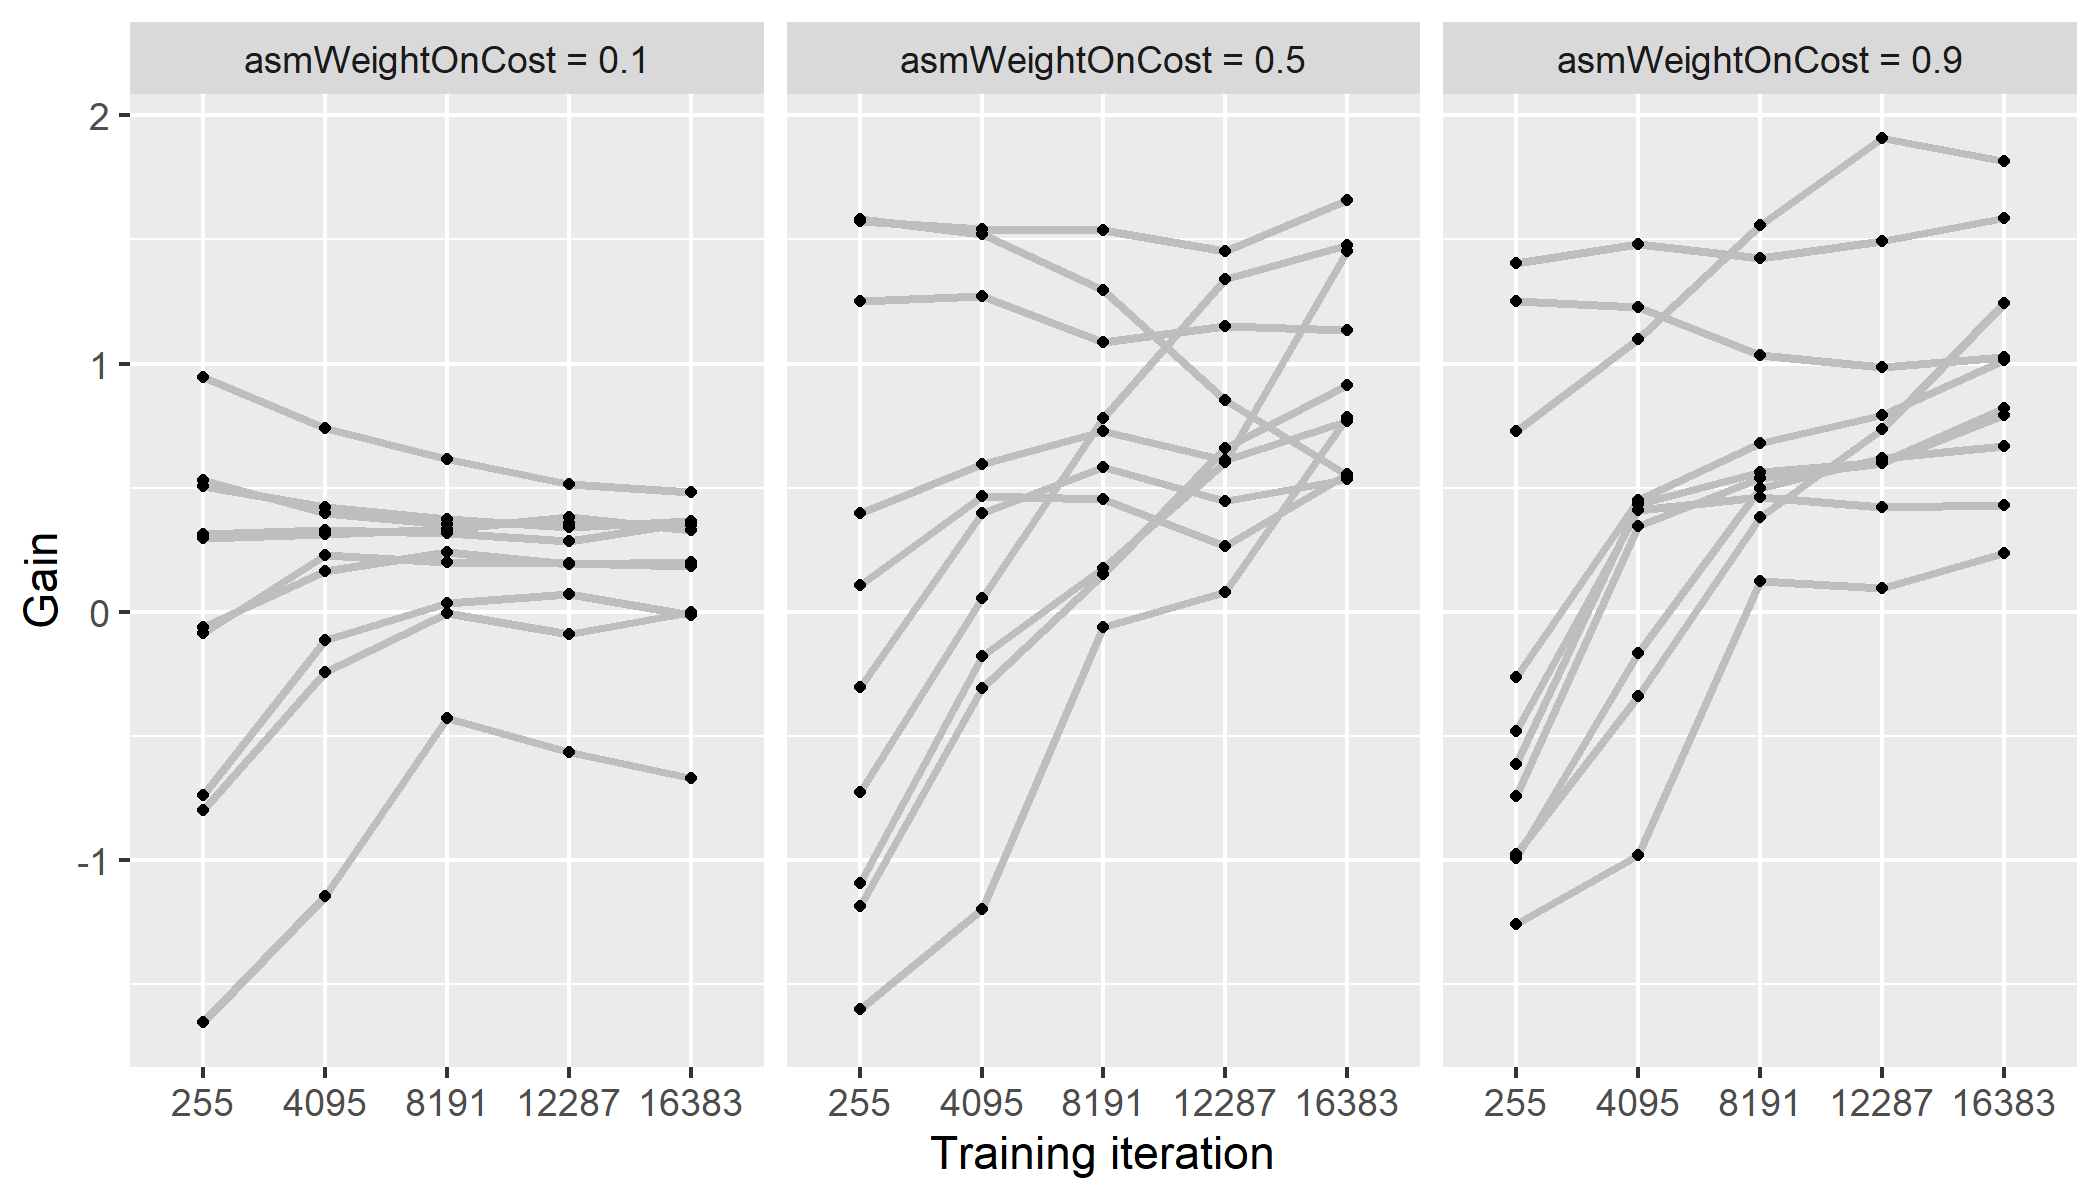 asmWeightOnCost = 0.1 asmWeightOnCost = 0.5 asmWeightOnCost = 0.9
2
1
0
-1
Gain
255 4095 8191 12287 16383 255 4095 8191 12287 16383 255 4095 8191 12287 16383
Training iteration